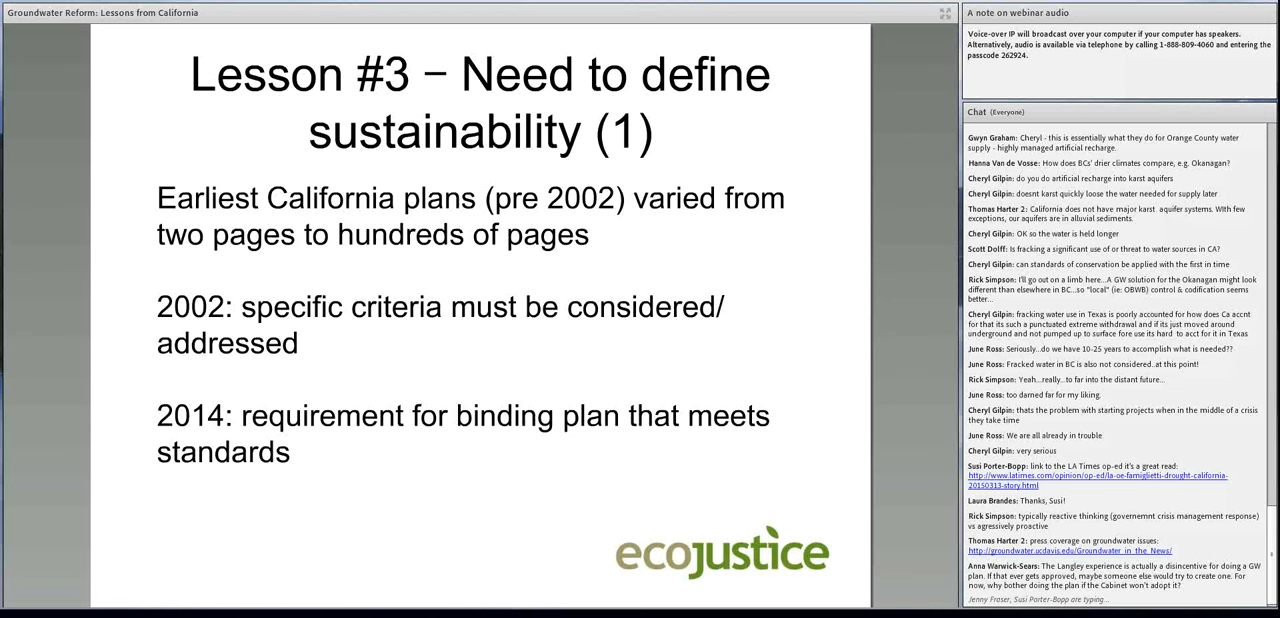 Groundwater Reform: Lessons from California
Lesson #3 – Need to define
sustainability (1)
Earliest California plans (pre 2002) varied from
two pages to hundreds of pages
2002: specific criteria must be considered/
addressed
2014: requirement for binding plan that meets
standards
ecojustice
A note on webinar audio
Voice-over IP will broadcast over your computer if your computer has speakers.
Alternatively, audio is available via telephone by calling 1-888-809-4060 and entering the
passcode 262924.
Chat (Everyone)
Gwyn Graham: Cheryl - this is essentially what they do for Orange County water
supply - highly managed artificial recharge.
Hanna Van de Vosse: How does BCs' drier climates compare, e.g. Okanagan?
Cheryl Gilpin: do you do artificial recharge into karst aquifers
Cheryl Gilpin: doesnt karst quickly loose the water needed for supply later
Thomas Harter 2: California does not have major karst aquifer systems. With few
exceptions, our aquifers are in alluvial sediments.
Cheryl Gilpin: OK so the water is held longer
Scott Dolff: Is fracking a significant use of or threat to water sources in CA?
Cheryl Gilpin: can standards of conservation be applied with the first in time
Rick Simpson: I'll go out on a limb here...A GW solution for the Okanagan might look
different than elsewhere in BC...so "local" (ie: OBWB) control & codification seems
better...
Cheryl Gilpin: fracking water use in Texas is poorly accounted for how does Ca accnt
for that its such a punctuated extreme withdrawal and if its just moved around
underground and not pumped up to surface fore use its hard to acct for it in Texas
June Ross: Seriously...do we have 10-25 years to accomplish what is needed??
June Ross: Fracked water in BC is also not considered..at this point!
Rick Simpson: Yeah...really...to far into the distant future...
June Ross: too darned far for my liking.
Cheryl Gilpin: thats the problem with starting projects when in the middle of a crisis
they take time
June Ross: We are all already in trouble
Cheryl Gilpin: very serious
Susi Porter-Bopp: link to the LA Times op-ed it's a great read:
http://www.latimes.com/opinion/op-ed/la-oe-famiglietti-drought-california-
20150313-story.html
Laura Brandes: Thanks, Susi!
Rick Simpson: typically reactive thinking (governemnt crisis management response)
vs agressively proactive
Thomas Harter 2: press coverage on groundwater issues:
http://groundwater.ucdavis.edu/Groundwater_in_the_News/
Anna Warwick-Sears: The Langley experience is actually a disincentive for doing a GW
plan. If that ever gets approved, maybe someone else would try to create one. For
now, why bother doing the plan if the Cabinet won't adopt it?
Jenny Fraser, Susi Porter-Bopp are typing...